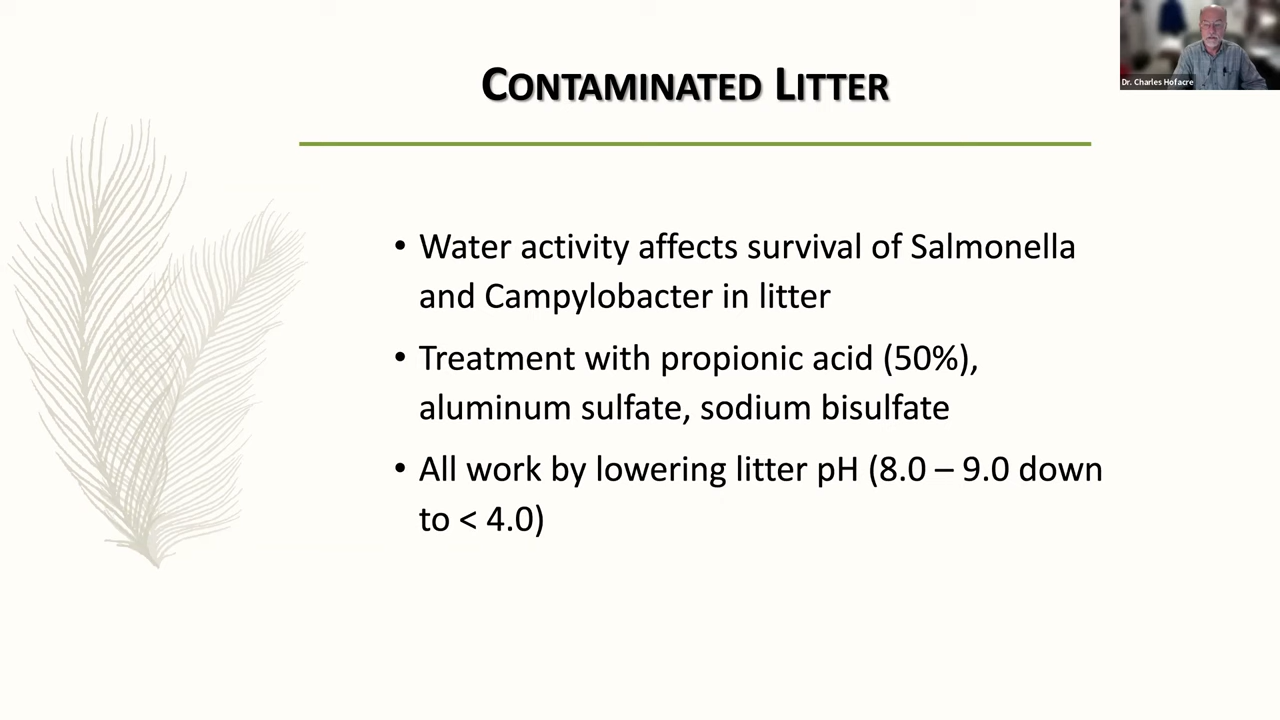 CONTAMINATED LITTER
Dr. Charles Hofacre
• Water activity affects survival of Salmonella
and Campylobacter in litter
• Treatment with propionic acid (50%),
aluminum sulfate, sodium bisulfate
• All work by lowering litter pH (8.0 – 9.0 down
to < 4.0)